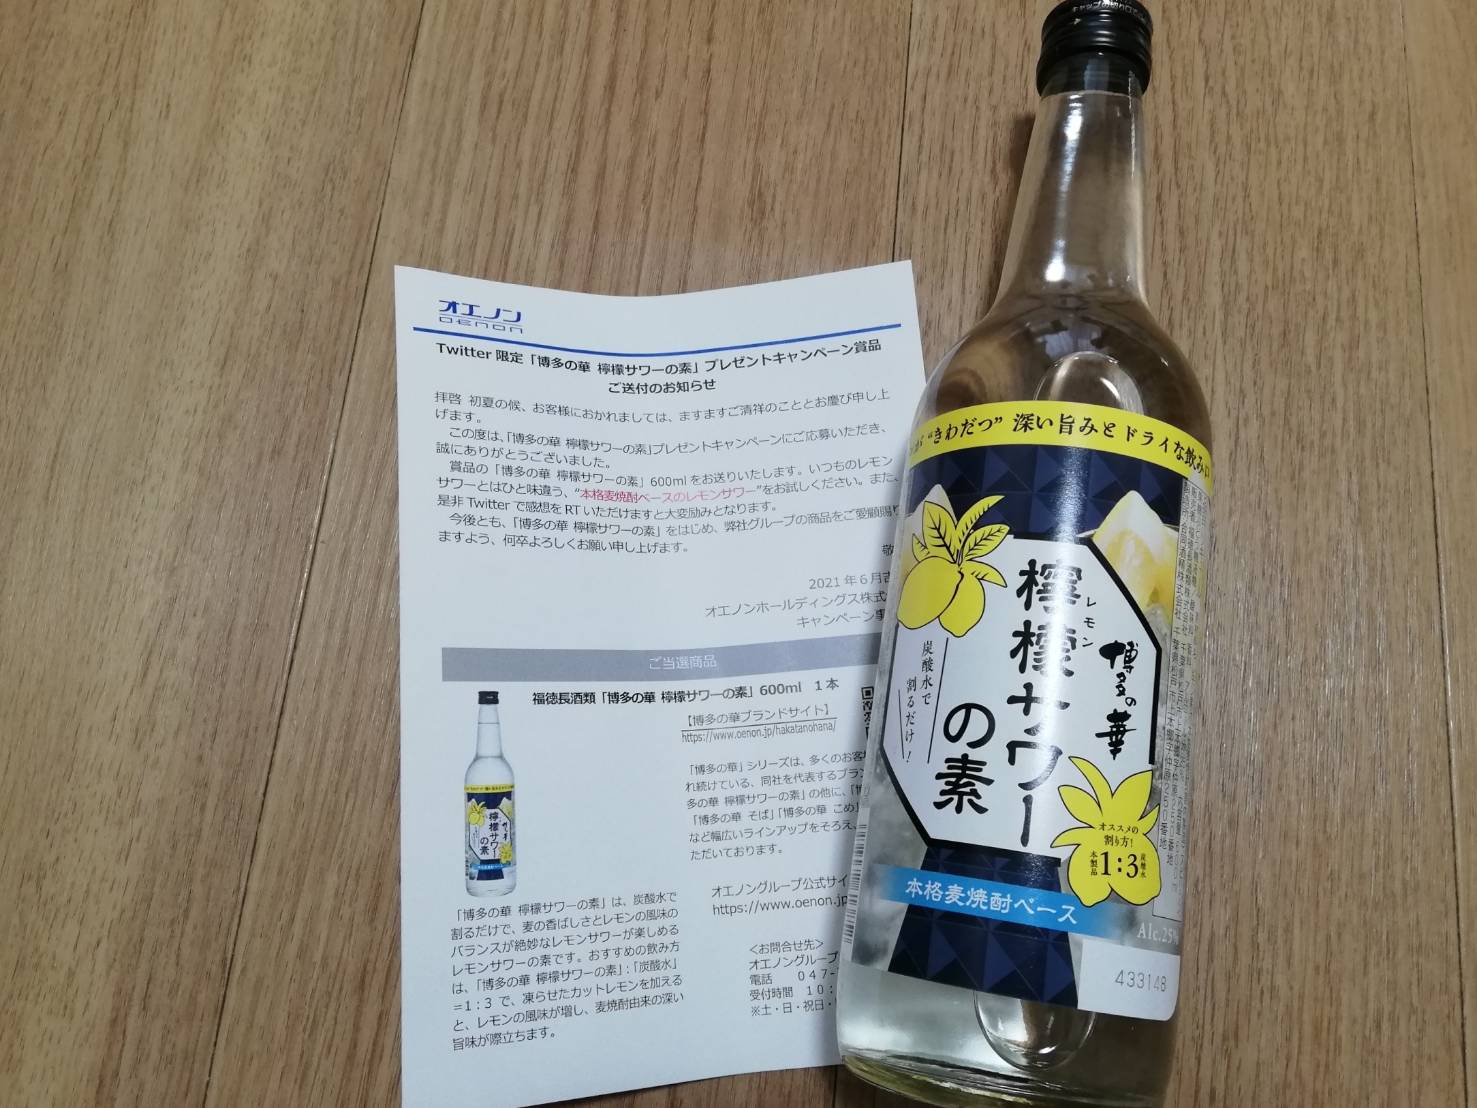 オエノン
OENON
Twitter 限定「博多の華 檸檬サワーの素」プレゼントキャンペーン賞品
ご送付のお知らせ
拝啓 初夏の候、お客様におかれましては、ますますご清祥のこととお慶び申し上
げます。
この度は、「博多の華 檸檬サワーの素」プレゼントキャンペーンにご応募いただき、
誠にありがとうございました。
賞品の「博多の華 檸檬サワーの素」600mlをお送りいたします。いつものレモン
サワーとはひと味違う、“本格麦焼酎ベースのレモンサワー”をお試しください。また、
是非 Twitter で感想を RT いただけますと大変励みとなります。
今後とも、「博多の華 檸檬サワーの素」をはじめ、弊社グループの商品をご愛顧賜り
ますよう、何卒よろしくお願い申し上げます。
敬
2021 年 6 月吉
オエノンホールディングス株式
キャンペーン事
ご当選商品
福徳長酒類「博多の華 檸檬サワーの素」600ml 1本
【博多の華ブランドサイト】
https://www.oenon.jp/hakatanohana/
「博多の華」シリーズは、多くのお客
れ続けている、同社を代表するブラン
多の華 檸檬サワーの素」の他に、「博
「博多の華 そば」「博多の華 こめ」
など幅広いラインアップをそろえ、
ただいております。
オエノングループ公式サイ
https://www.oenon.jp
<お問合せ先>
オエノングループ
電話 047-
受付時間 10:
※土・日・祝日・
「博多の華 檸檬サワーの素」は、炭酸水で
割るだけで、麦の香ばしさとレモンの風味の
バランスが絶妙なレモンサワーが楽しめる
レモンサワーの素です。おすすめの飲み方
は、「博多の華 檸檬サワーの素」:「炭酸水」
=1:3 で、凍らせたカットレモンを加える
と、レモンの風味が増し、麦焼酎由来の深い
旨味が際立ちます。
が“きわだつ”深い旨みとドライな飲み口
博多の華
檸檬サワー
レモン
の素
炭酸水で
割るだけ!
オススメの
割り方!
本製品 1:3 炭酸水
本格麦焼酎ベース
Alc.25%
433148